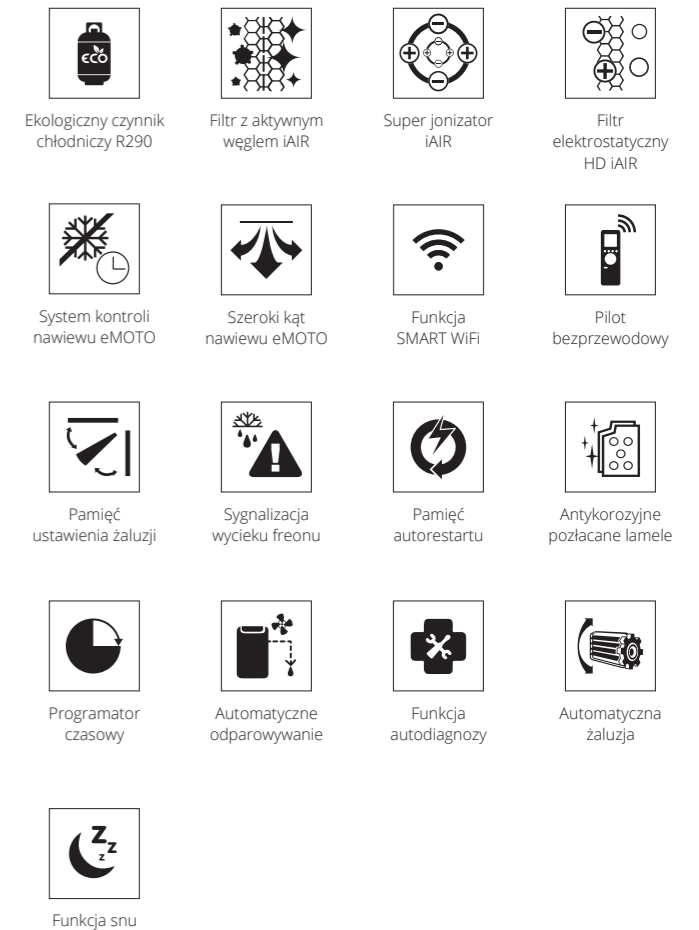 ECO
Ekologiczny czynnik
chłodniczy R290
Filtr z aktywnym
węglem iAIR
Super jonizator
iAIR
Filtr
elektrostatyczny
HD iAIR
System kontroli
nawiewu eMOTO
Szeroki kąt
nawiewu eMOTO
Funkcja
SMART WiFi
Pilot
bezprzewodowy
Pamięć
ustawienia żaluzji
Sygnalizacja
wycieku freonu
Pamięć
autorestartu
Antykorozyjne
pozłacane lamele
Programator
czasowy
Automatyczne
odparowywanie
Funkcja
autodiagnozy
Automatyczna
żaluzja
Z Z Z
Funkcja snu